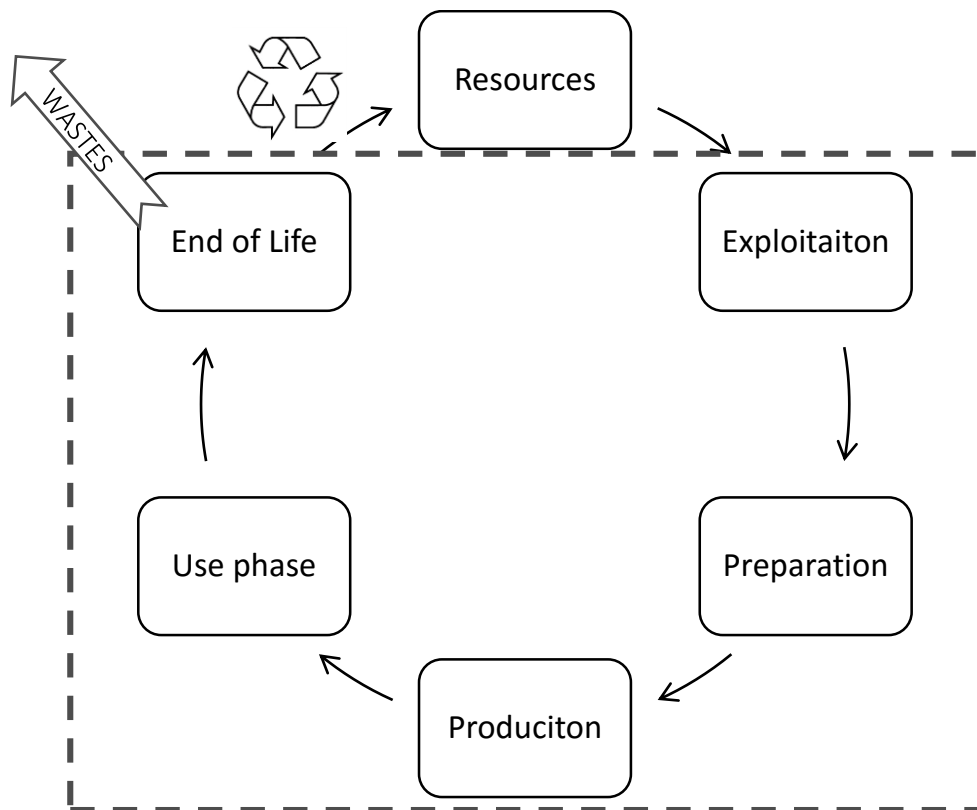 Resources
WASTES
End of Life
Exploitaiton
Use phase
Preparation
Produciton